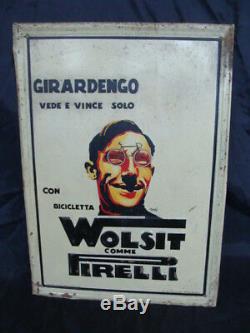 GIRARDENGO
VEDE E VINCE SOLO
CON
BICICLETTA
WOLSIT
COMME
PIRELLI